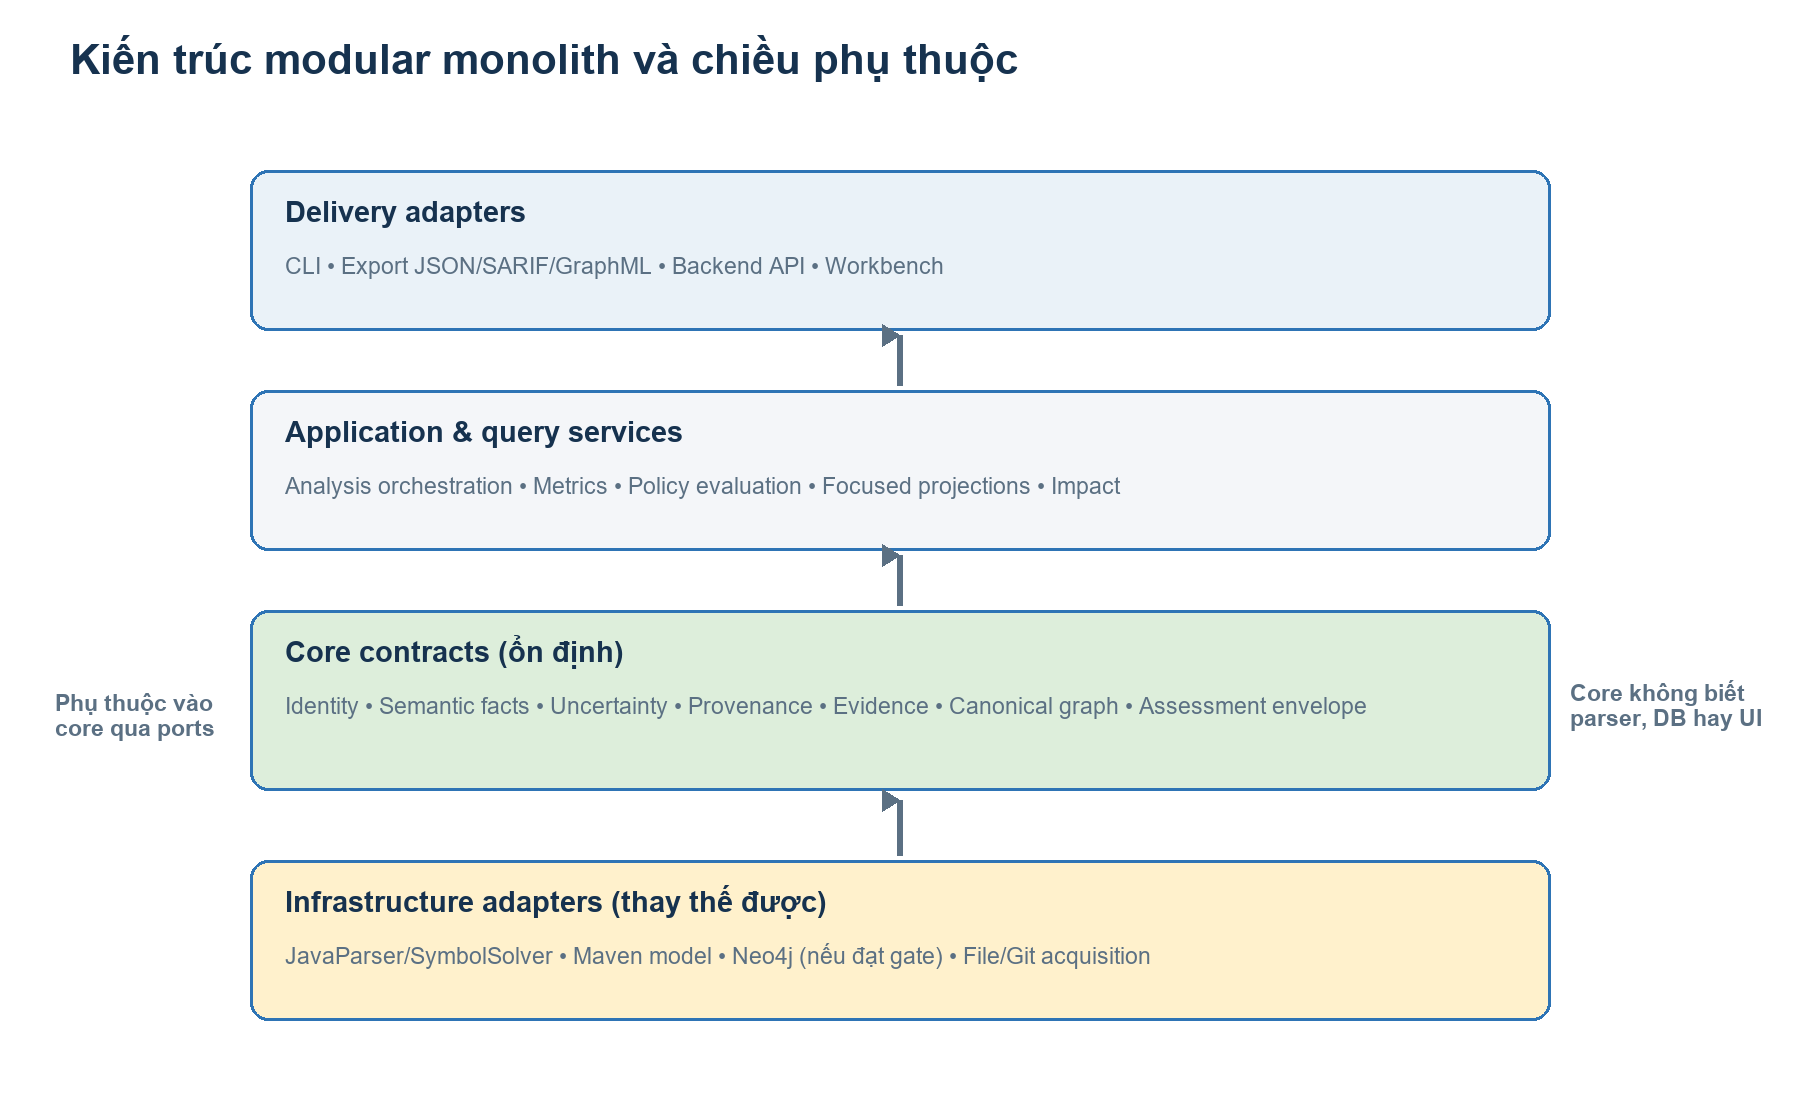 Kiến trúc modular monolith và chiều phụ thuộc
Delivery adapters
CLI • Export JSON/SARIF/GraphML • Backend API • Workbench
Application & query services
Analysis orchestration • Metrics • Policy evaluation • Focused projections • Impact
Core contracts (ổn định)
Identity • Semantic facts • Uncertainty • Provenance • Evidence • Canonical graph • Assessment envelope
Phụ thuộc vào
core qua ports
Core không biết
parser, DB hay UI
Infrastructure adapters (thay thế được)
JavaParser/SymbolSolver • Maven model • Neo4j (nếu đạt gate) • File/Git acquisition